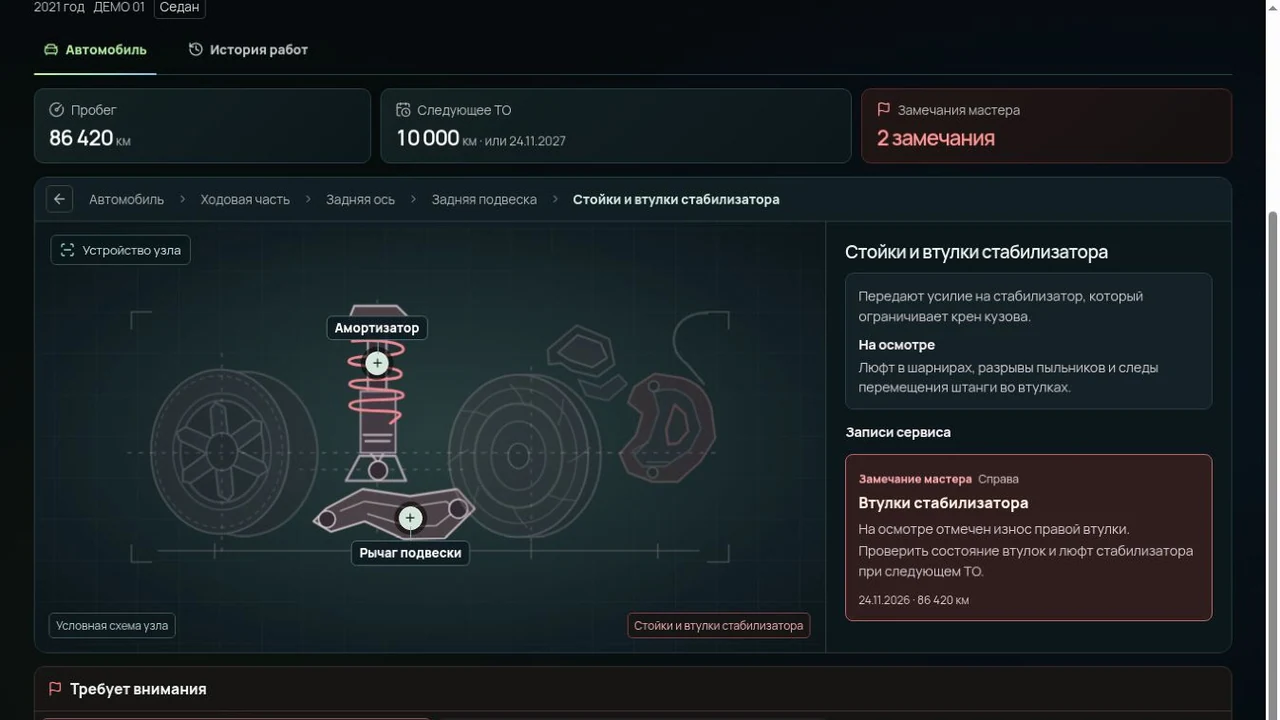 2021 год ДЕМО 01 Седан
Автомобиль История работ
Пробег
86 420 км
Следующее ТО
10 000 км · или 24.11.2027
Замечания мастера
2 замечания
Автомобиль > Ходовая часть > Задняя ось > Задняя подвеска > Стойки и втулки стабилизатора
Устройство узла
Амортизатор
Рычаг подвески
Условная схема узла
Стойки и втулки стабилизатора
Стойки и втулки стабилизатора
Передают усилие на стабилизатор, который
ограничивает крен кузова.
На осмотре
Люфт в шарнирах, разрывы пыльников и следы
перемещения штанги во втулках.
Записи сервиса
Замечание мастера Справа
Втулки стабилизатора
На осмотре отмечен износ правой втулки.
Проверить состояние втулок и люфт стабилизатора
при следующем ТО.
24.11.2026 · 86 420 км
Требует внимания